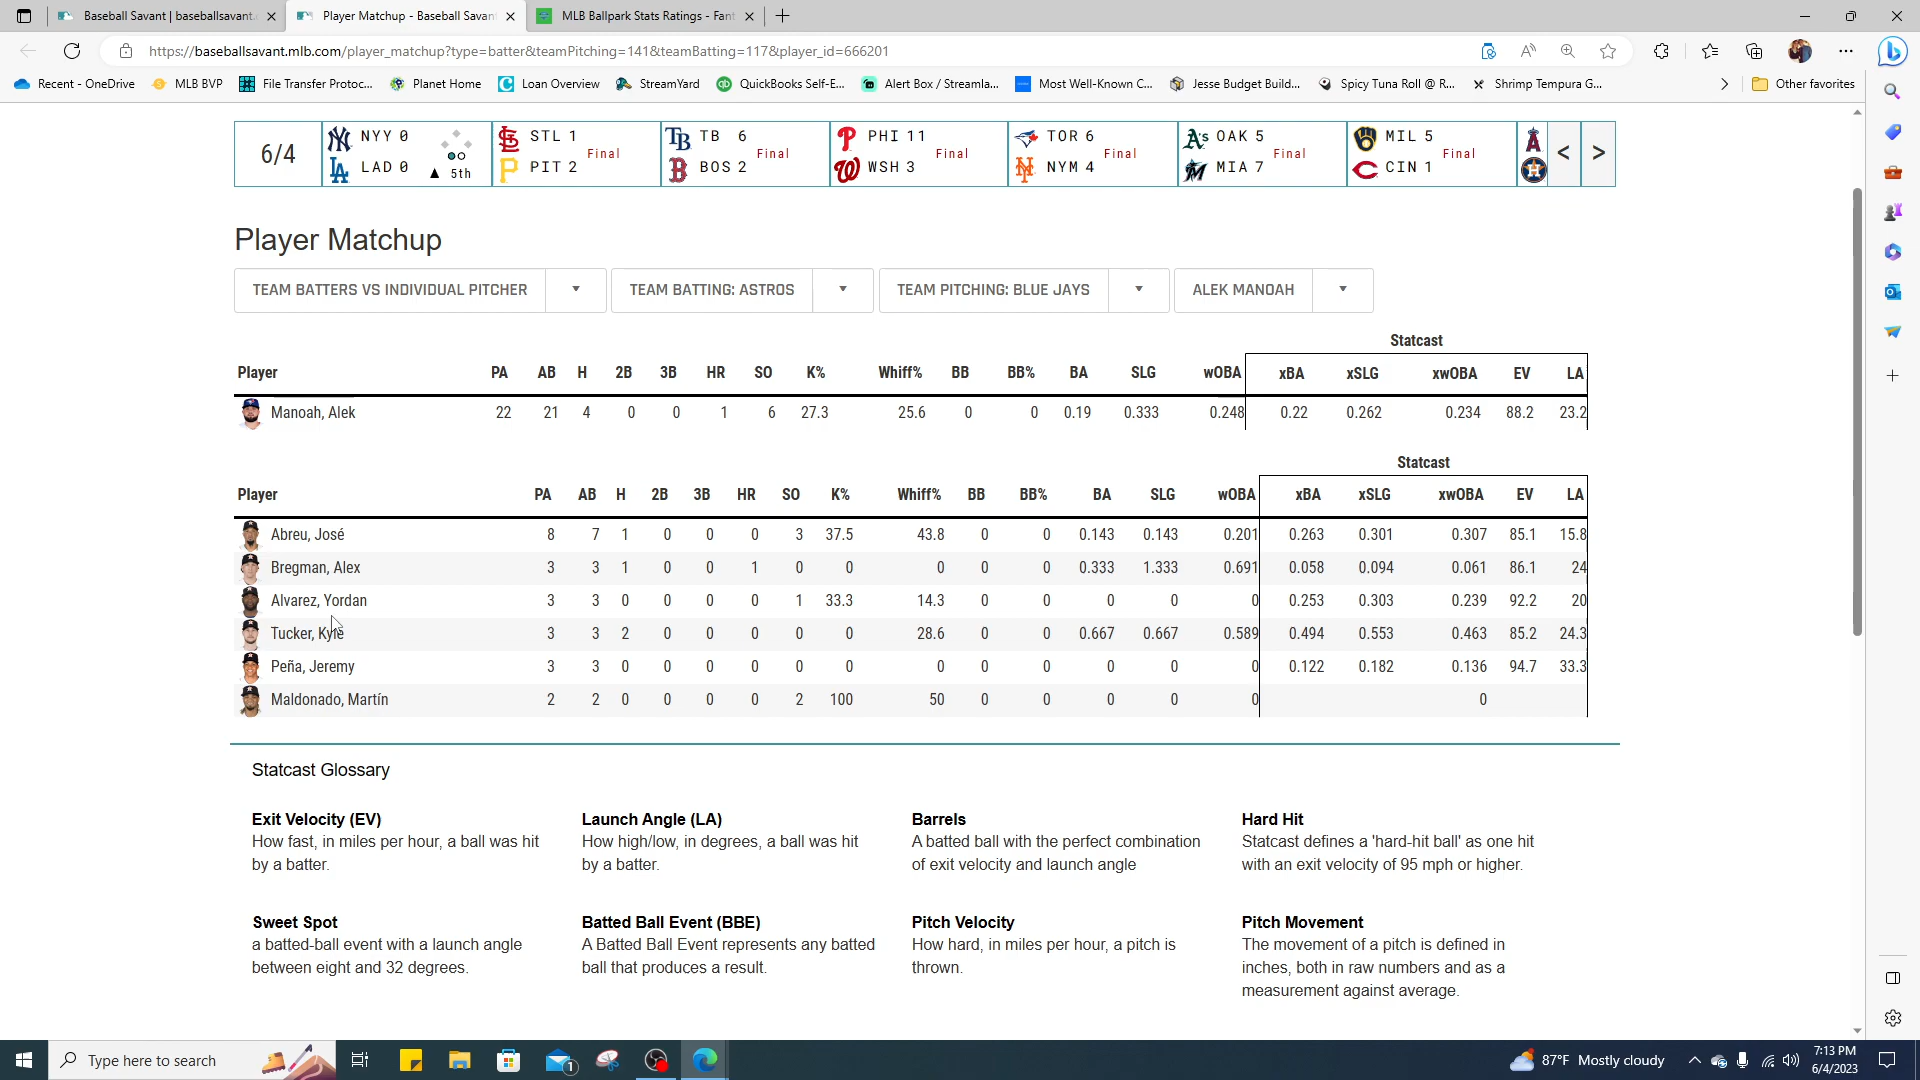 Baseball Savant | baseballsavant.
Player Matchup - Baseball Savant
MLB Ballpark Stats Ratings - Fant
https://baseballsavant.mlb.com/player_matchup?type=batter&teamPitching=141&teamBatting=117&player_id=666201
Recent - OneDrive MLB BVP File Transfer Protoc... Planet Home Loan Overview StreamYard QuickBooks Self-E... Alert Box / Streamla... Most Well-Known C... Jesse Budget Build... Spicy Tuna Roll @ R... Shrimp Tempura G... Other favorites
6/4
NYY 0
LAD 0
▲ 5th
STL 1
PIT 2
Final
TB 6
BOS 2
Final
PHI 11
WSH 3
Final
TOR 6
NYM 4
Final
OAK 5
MIA 7
Final
MIL 5
CIN 1
Final
< >
Player Matchup
TEAM BATTERS VS INDIVIDUAL PITCHER
TEAM BATTING: ASTROS
TEAM PITCHING: BLUE JAYS
ALEK MANOAH
Statcast
Player PA AB H 2B 3B HR SO K% Whiff% BB BB% BA SLG wOBA xBA xSLG xwOBA EV LA
Manoah, Alek 22 21 4 0 0 1 6 27.3 25.6 0 0 0.19 0.333 0.248 0.22 0.262 0.234 88.2 23.2
Statcast
Player PA AB H 2B 3B HR SO K% Whiff% BB BB% BA SLG wOBA xBA xSLG xwOBA EV LA
Abreu, José 8 7 1 0 0 0 3 37.5 43.8 0 0 0.143 0.143 0.201 0.263 0.301 0.307 85.1 15.8
Bregman, Alex 3 3 1 0 0 1 0 0 0 0 0 0.333 1.333 0.691 0.058 0.094 0.061 86.1 24
Alvarez, Yordan 3 3 0 0 0 0 1 33.3 14.3 0 0 0 0 0 0.253 0.303 0.239 92.2 20
Tucker, Kyle 3 3 2 0 0 0 0 0 28.6 0 0 0.667 0.667 0.589 0.494 0.553 0.463 85.2 24.3
Peña, Jeremy 3 3 0 0 0 0 0 0 0 0 0 0 0 0 0.122 0.182 0.136 94.7 33.3
Maldonado, Martín 2 2 0 0 0 0 2 100 50 0 0 0 0 0 0
Statcast Glossary
Exit Velocity (EV)
How fast, in miles per hour, a ball was hit
by a batter.
Launch Angle (LA)
How high/low, in degrees, a ball was hit
by a batter.
Barrels
A batted ball with the perfect combination
of exit velocity and launch angle
Hard Hit
Statcast defines a 'hard-hit ball' as one hit
with an exit velocity of 95 mph or higher.
Sweet Spot
a batted-ball event with a launch angle
between eight and 32 degrees.
Batted Ball Event (BBE)
A Batted Ball Event represents any batted
ball that produces a result.
Pitch Velocity
How hard, in miles per hour, a pitch is
thrown.
Pitch Movement
The movement of a pitch is defined in
inches, both in raw numbers and as a
measurement against average.
Type here to search
1
87°F Mostly cloudy
7:13 PM
6/4/2023